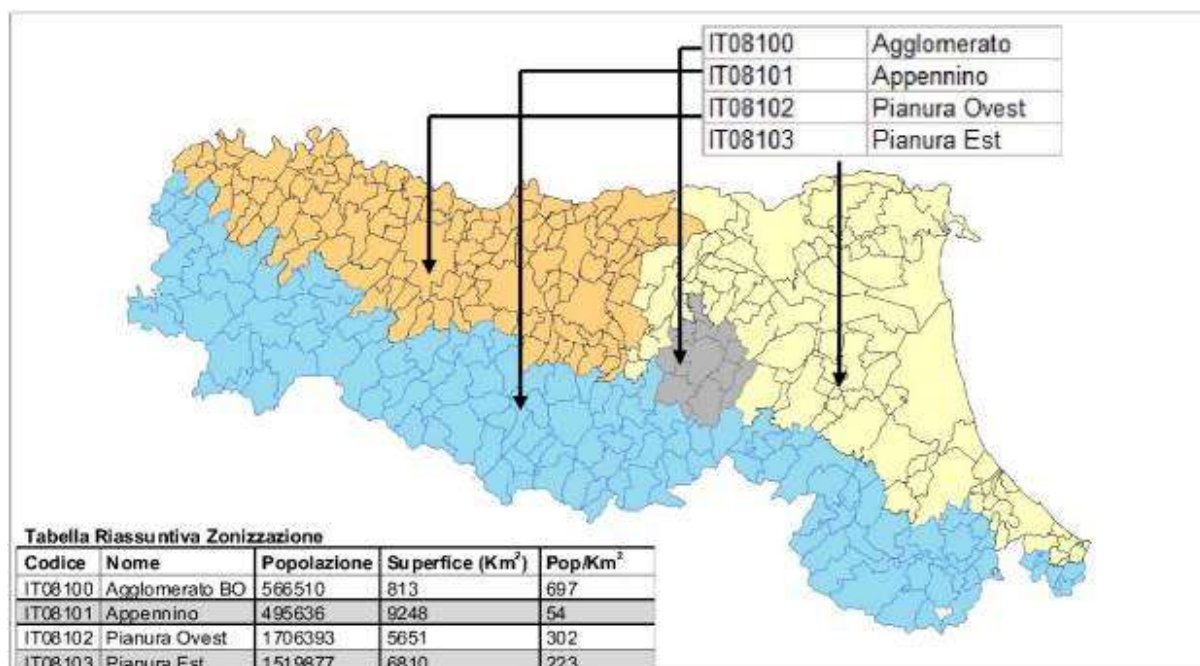 IT08100 Agglomerato
IT08101 Appennino
IT08102 Pianura Ovest
IT08103 Pianura Est
Tabella Riassuntiva Zonizzazione
Codice Nome Popolazione Superfice (Km²) Pop/Km²
IT08100 Agglomerato BO 566510 813 697
IT08101 Appennino 495636 9248 54
IT08102 Pianura Ovest 1706393 5651 302
IT08103 Pianura Est 1519877 6810 223